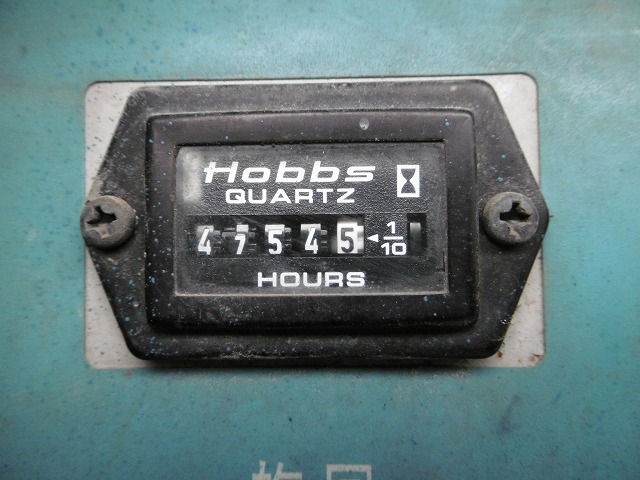 Hobbs
QUARTZ
47545 ◄ 1/10
HOURS